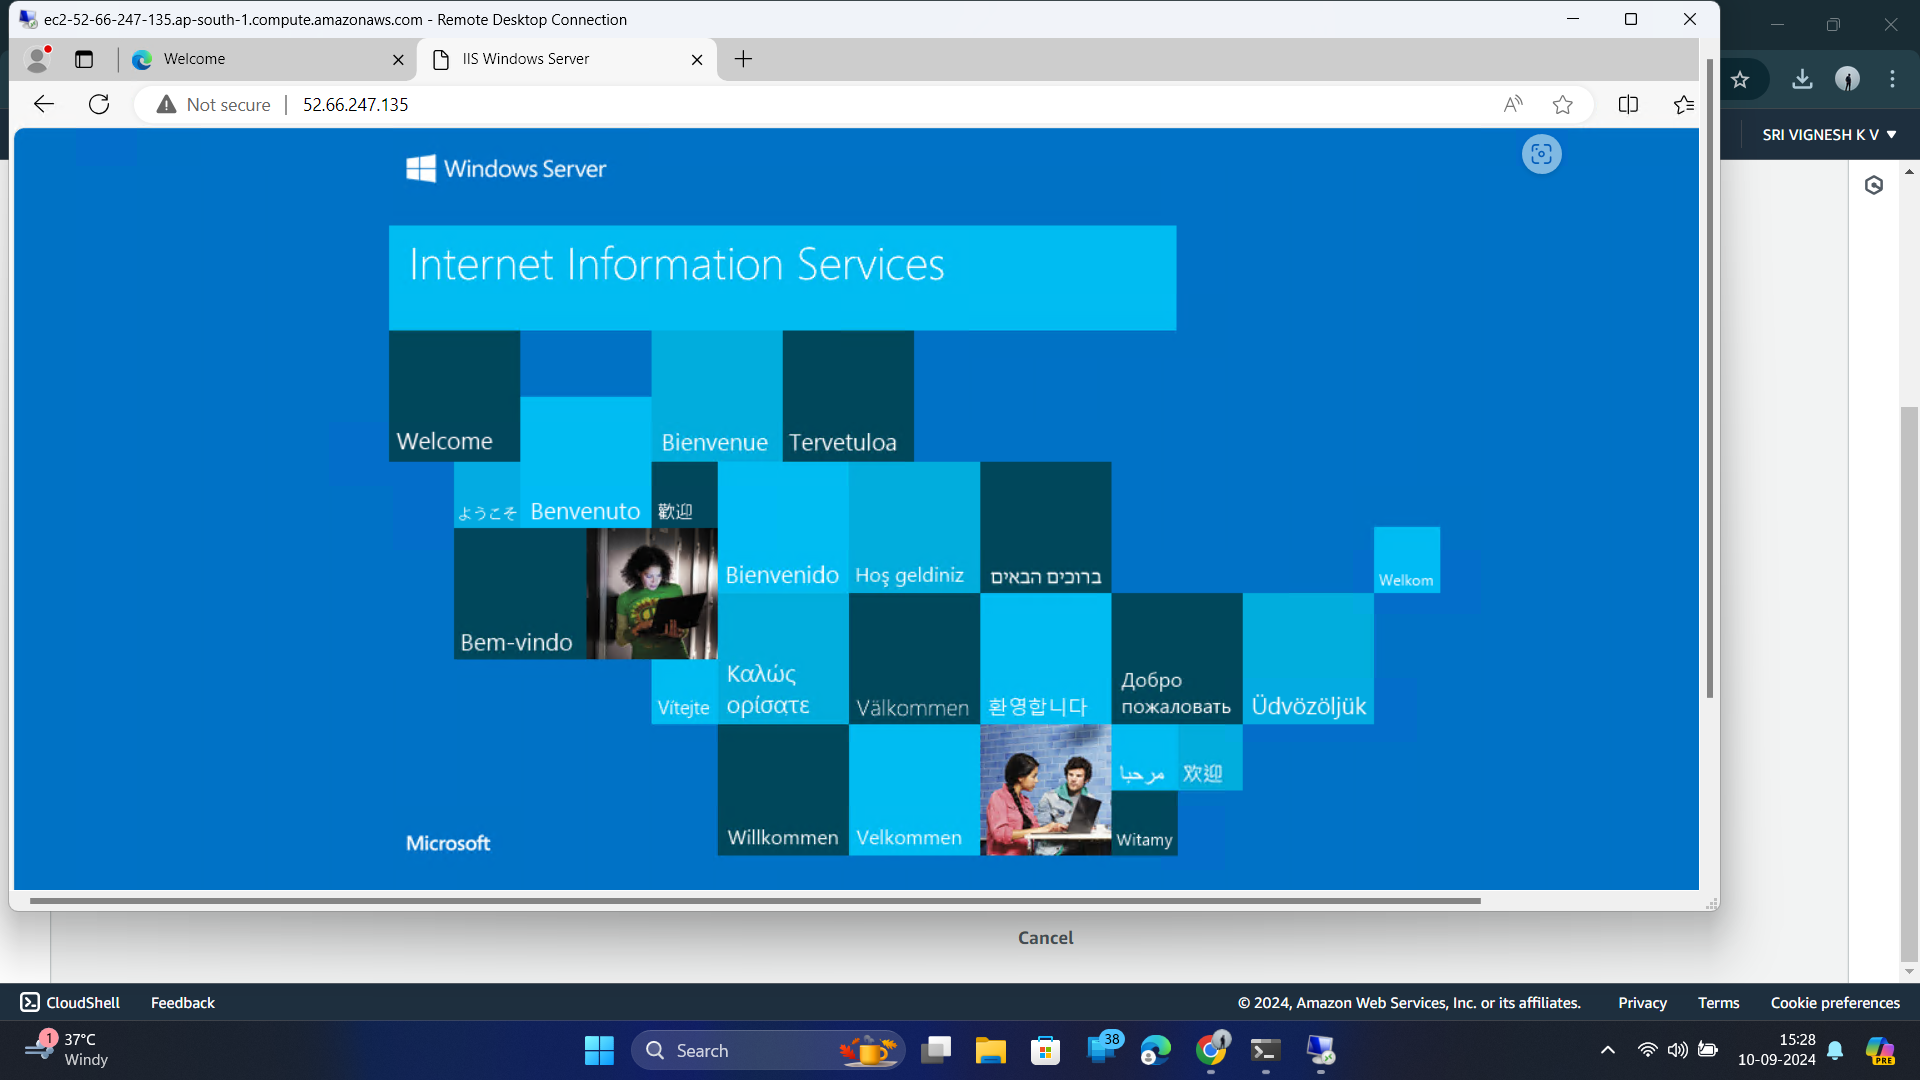 ec2-52-66-247-135.ap-south-1.compute.amazonaws.com - Remote Desktop Connection
Welcome
IIS Windows Server
Not secure
52.66.247.135
SRI VIGNESH K V
Windows Server
Internet Information Services
Welcome
Bienvenue
Tervetuloa
ようこそ
Benvenuto
歡迎
Bienvenido
Hoş geldiniz
ברוכים הבאים
Welkom
Bem-vindo
Vítejte
Καλώς
ορίσατε
Välkommen
환영합니다
Добро
пожаловать
Üdvözöljük
مرحبا
欢迎
Willkommen
Velkommen
Witamy
Microsoft
Cancel
CloudShell
Feedback
© 2024, Amazon Web Services, Inc. or its affiliates.
Privacy
Terms
Cookie preferences
1
37°C
Windy
Search
38
15:28
10-09-2024
PRE